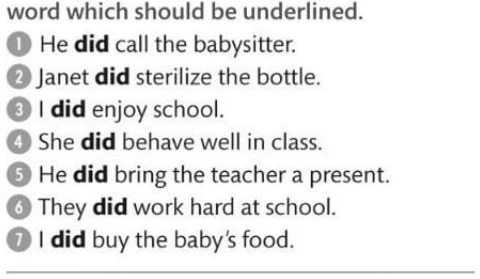 word which should be underlined.
1 He did call the babysitter.
2 Janet did sterilize the bottle.
3 I did enjoy school.
4 She did behave well in class.
5 He did bring the teacher a present.
6 They did work hard at school.
7 I did buy the baby's food.